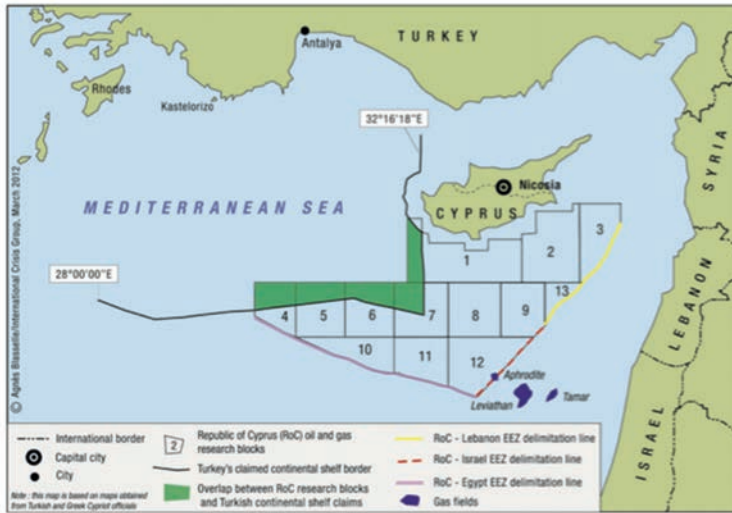 TURKEY
Antalya
Rhodes
Kastelorizo
32°16'18"E
SYRIA
Nicosia
CYPRUS
MEDITERRANEAN SEA
3
2
1
28°00'00"E
13
4
5
6
7
8
9
LEBANON
10
11
12
Aphrodite
Leviathan
Tamar
ISRAEL
© Agnès Blasselle/International Crisis Group, March 2012
International border
Capital city
City
Note : this map is based on maps obtained
from Turkish and Greek Cypriot officials
2
Republic of Cyprus (RoC) oil and gas
research blocks
Turkey's claimed continental shelf border
Overlap between RoC research blocks
and Turkish continental shelf claims
RoC - Lebanon EEZ delimitation line
RoC - Israel EEZ delimitation line
RoC - Egypt EEZ delimitation line
Gas fields